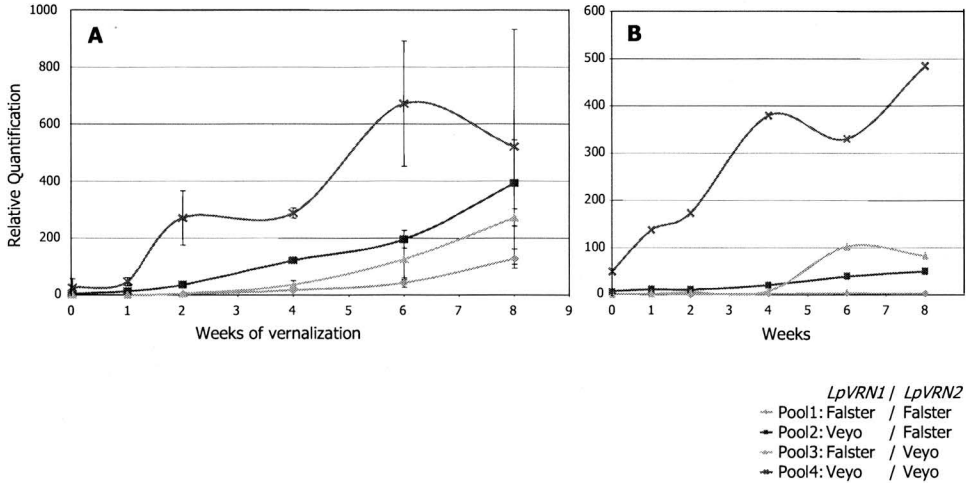 A
B
Relative Quantification
1000
800
600
400
200
0
0 1 2 3 4 5 6 7 8 9
Weeks of vernalization
600
500
400
300
200
100
0
0 1 2 3 4 5 6 7 8
Weeks
LpVRN1 / LpVRN2
Pool1: Falster / Falster
Pool2: Veyo / Falster
Pool3: Falster / Veyo
Pool4: Veyo / Veyo